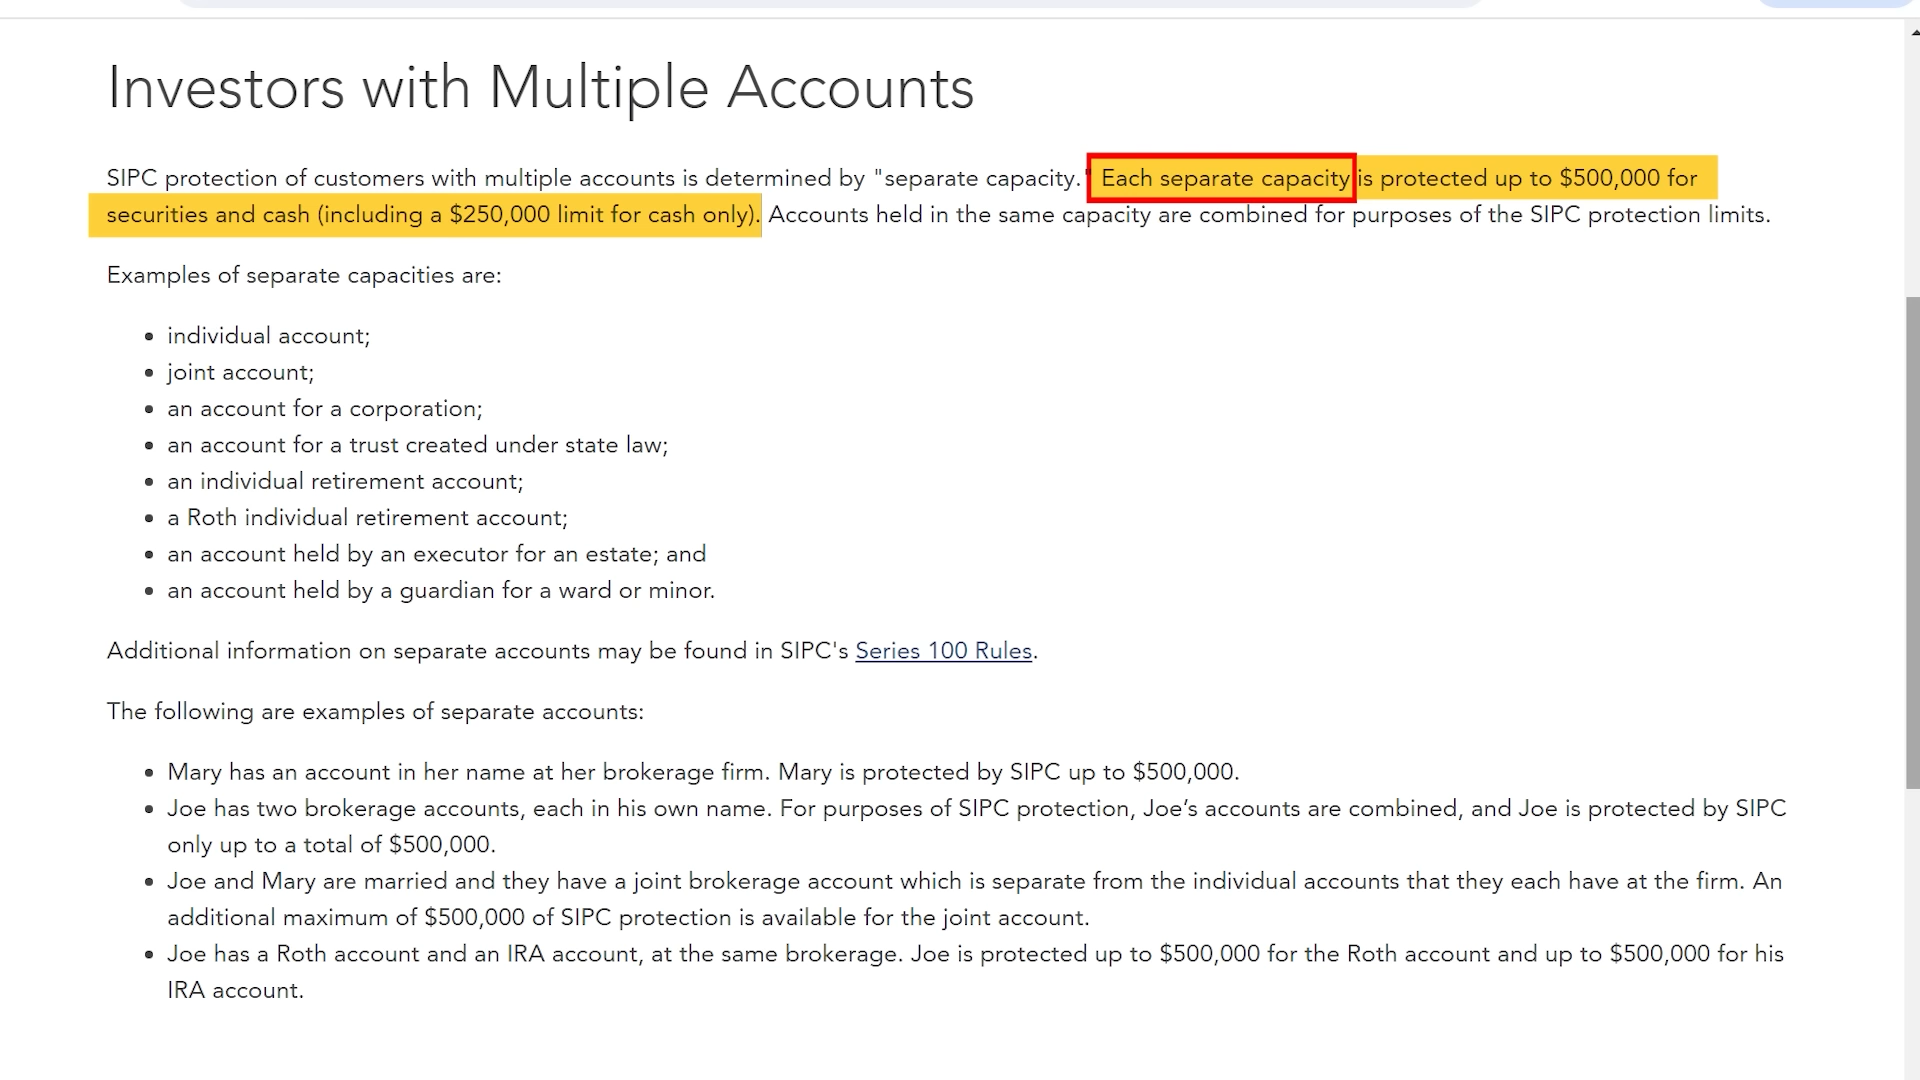 Investors with Multiple Accounts
SIPC protection of customers with multiple accounts is determined by "separate capacity." Each separate capacity is protected up to $500,000 for
securities and cash (including a $250,000 limit for cash only). Accounts held in the same capacity are combined for purposes of the SIPC protection limits.
Examples of separate capacities are:
• individual account;
• joint account;
• an account for a corporation;
• an account for a trust created under state law;
• an individual retirement account;
• a Roth individual retirement account;
• an account held by an executor for an estate; and
• an account held by a guardian for a ward or minor.
Additional information on separate accounts may be found in SIPC's Series 100 Rules.
The following are examples of separate accounts:
• Mary has an account in her name at her brokerage firm. Mary is protected by SIPC up to $500,000.
• Joe has two brokerage accounts, each in his own name. For purposes of SIPC protection, Joe’s accounts are combined, and Joe is protected by SIPC
only up to a total of $500,000.
• Joe and Mary are married and they have a joint brokerage account which is separate from the individual accounts that they each have at the firm. An
additional maximum of $500,000 of SIPC protection is available for the joint account.
• Joe has a Roth account and an IRA account, at the same brokerage. Joe is protected up to $500,000 for the Roth account and up to $500,000 for his
IRA account.